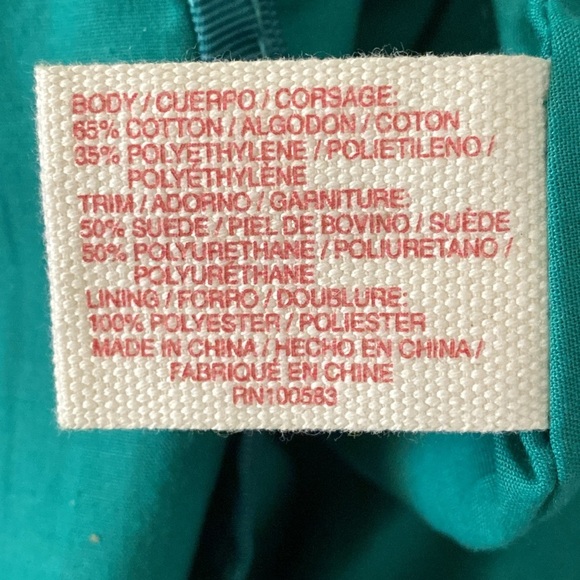 BODY / CUERPO / CORSAGE:
65% COTTON / ALGODON / COTON
35% POLYETHYLENE / POLIETILENO /
POLYÉTHYLÈNE
TRIM / ADORNO / GARNITURE:
50% SUEDE / PIEL DE BOVINO / SUÈDE
50% POLYURETHANE / POLIURETANO /
POLYURÉTHANE
LINING / FORRO / DOUBLURE:
100% POLYESTER / POLIESTER
MADE IN CHINA / HECHO EN CHINA /
FABRIQUÉ EN CHINE
RN100583